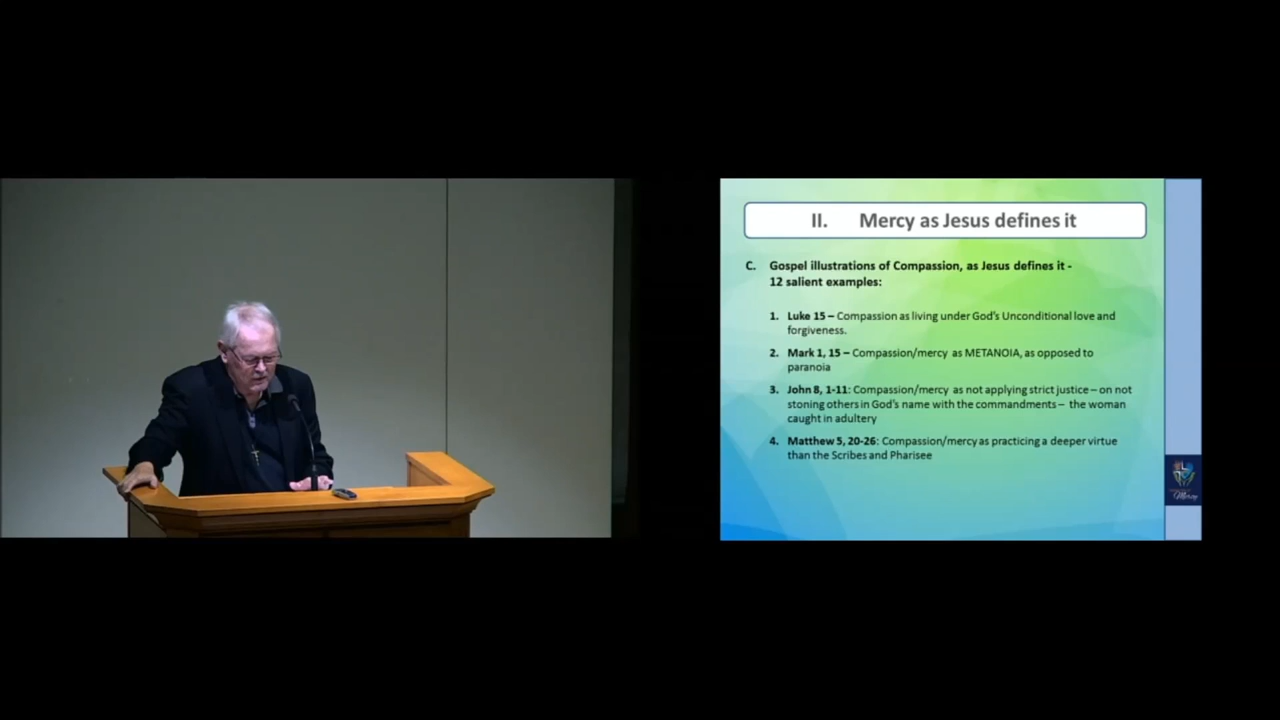 II. Mercy as Jesus defines it
C. Gospel illustrations of Compassion, as Jesus defines it -
12 salient examples:
1. Luke 15 – Compassion as living under God's Unconditional love and
forgiveness.
2. Mark 1, 15 – Compassion/mercy as METANOIA, as opposed to
paranoia
3. John 8, 1-11: Compassion/mercy as not applying strict justice – on not
stoning others in God's name with the commandments – the woman
caught in adultery
4. Matthew 5, 20-26: Compassion/mercy as practicing a deeper virtue
than the Scribes and Pharisee
Mercy